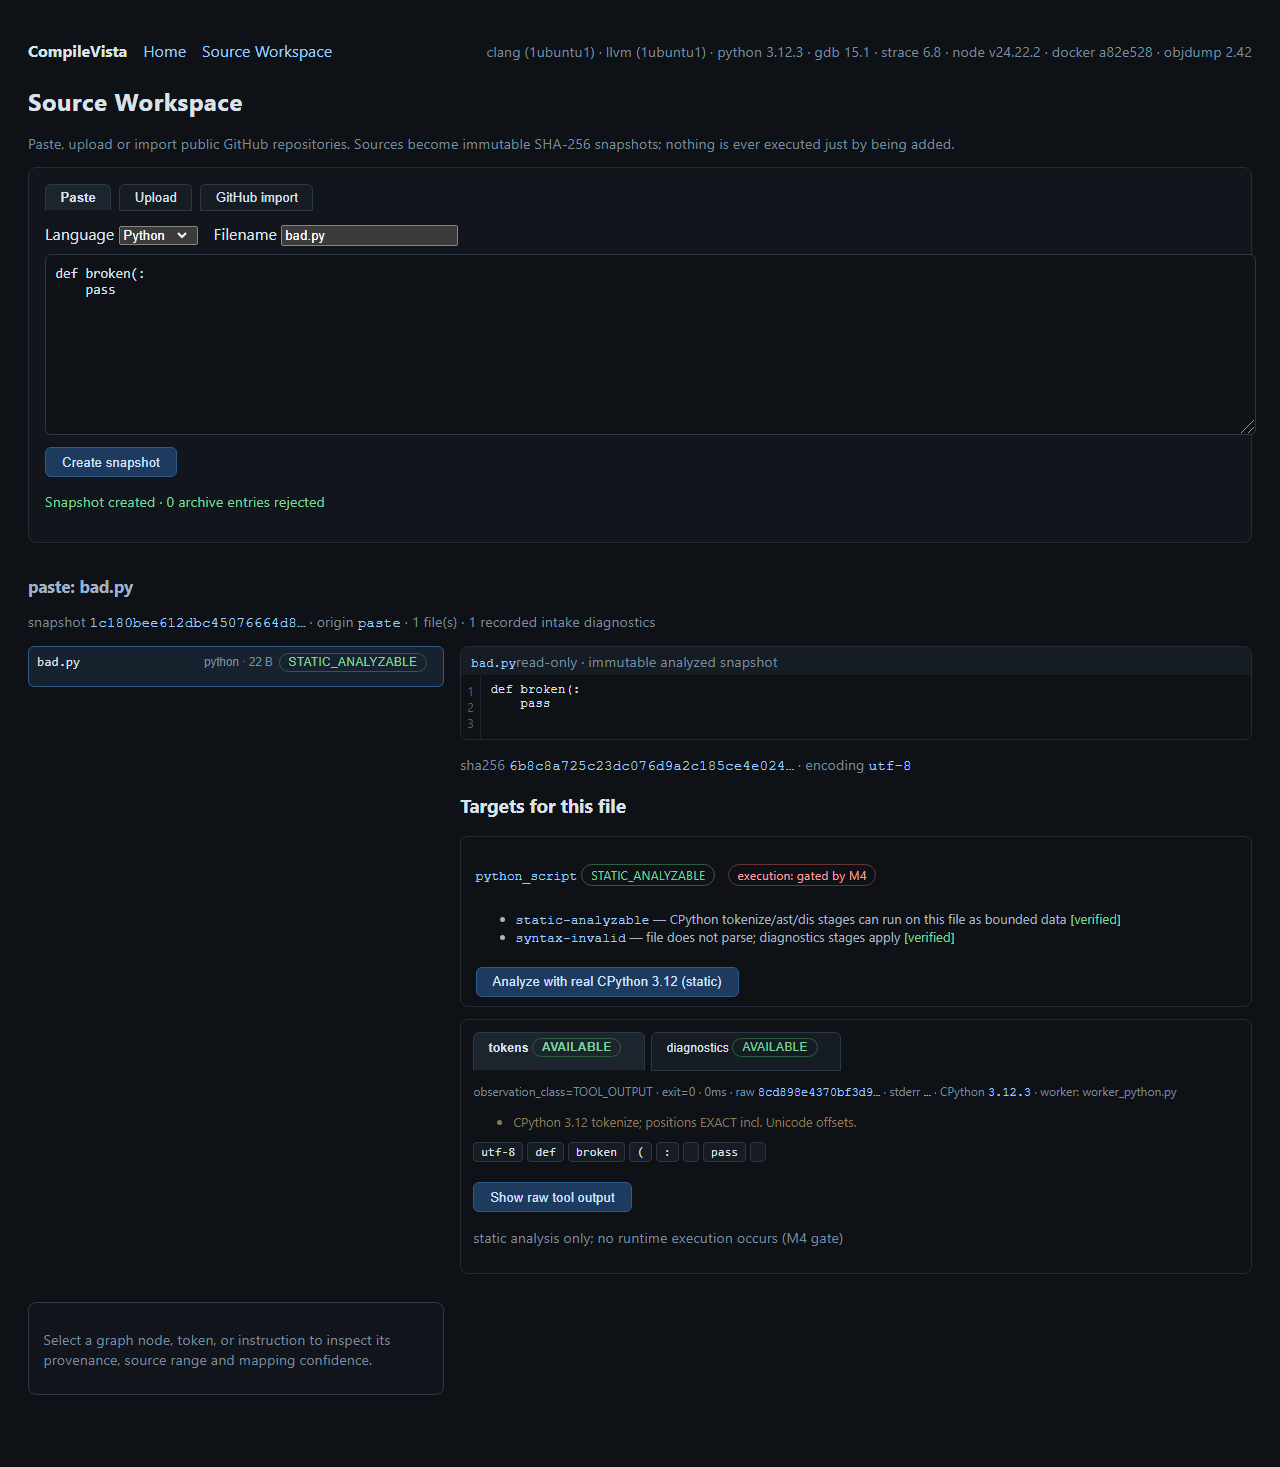 CompileVista Home Source Workspace clang (1ubuntu1) · llvm (1ubuntu1) · python 3.12.3 · gdb 15.1 · strace 6.8 · node v24.22.2 · docker a82e528 · objdump 2.42
Source Workspace
Paste, upload or import public GitHub repositories. Sources become immutable SHA-256 snapshots; nothing is ever executed just by being added.
Paste Upload GitHub import
Language Python Filename bad.py
def broken(:
    pass
Create snapshot
Snapshot created · 0 archive entries rejected
paste: bad.py
snapshot 1c180bee612dbc45076664d8… · origin paste · 1 file(s) · 1 recorded intake diagnostics
bad.py python · 22 B STATIC_ANALYZABLE
bad.pyread-only · immutable analyzed snapshot
1 def broken(:
2     pass
3
sha256 6b8c8a725c23dc076d9a2c185ce4e024… · encoding utf-8
Targets for this file
python_script STATIC_ANALYZABLE execution: gated by M4
• static-analyzable — CPython tokenize/ast/dis stages can run on this file as bounded data [verified]
• syntax-invalid — file does not parse; diagnostics stages apply [verified]
Analyze with real CPython 3.12 (static)
tokens AVAILABLE diagnostics AVAILABLE
observation_class=TOOL_OUTPUT · exit=0 · 0ms · raw 8cd898e4370bf3d9… · stderr … · CPython 3.12.3 · worker: worker_python.py
• CPython 3.12 tokenize; positions EXACT incl. Unicode offsets.
utf-8 def broken ( : pass
Show raw tool output
static analysis only; no runtime execution occurs (M4 gate)
Select a graph node, token, or instruction to inspect its
provenance, source range and mapping confidence.